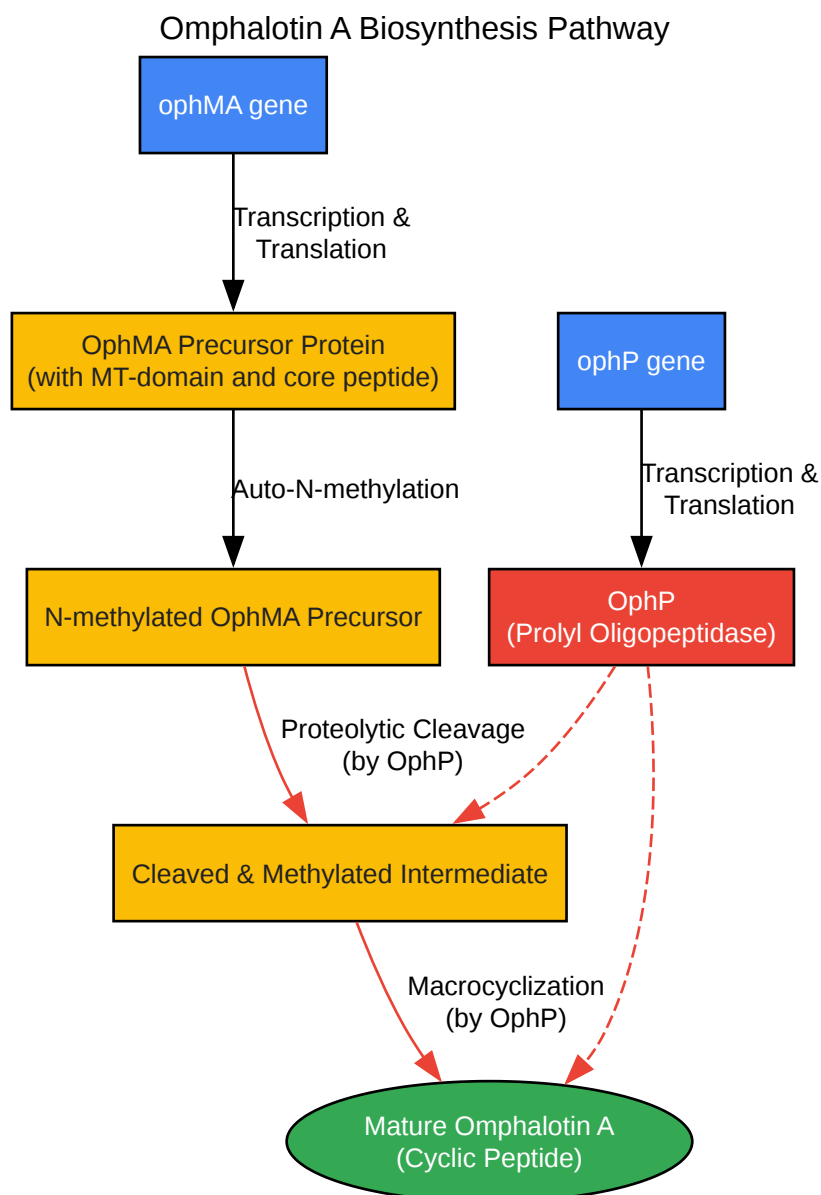 Omphalotin A Biosynthesis Pathway
ophMA gene
Transcription &
Translation
OphMA Precursor Protein
(with MT-domain and core peptide)
ophP gene
Auto-N-methylation
Transcription &
Translation
N-methylated OphMA Precursor
OphP
(Prolyl Oligopeptidase)
Proteolytic Cleavage
(by OphP)
Cleaved & Methylated Intermediate
Macrocyclization
(by OphP)
Mature Omphalotin A
(Cyclic Peptide)